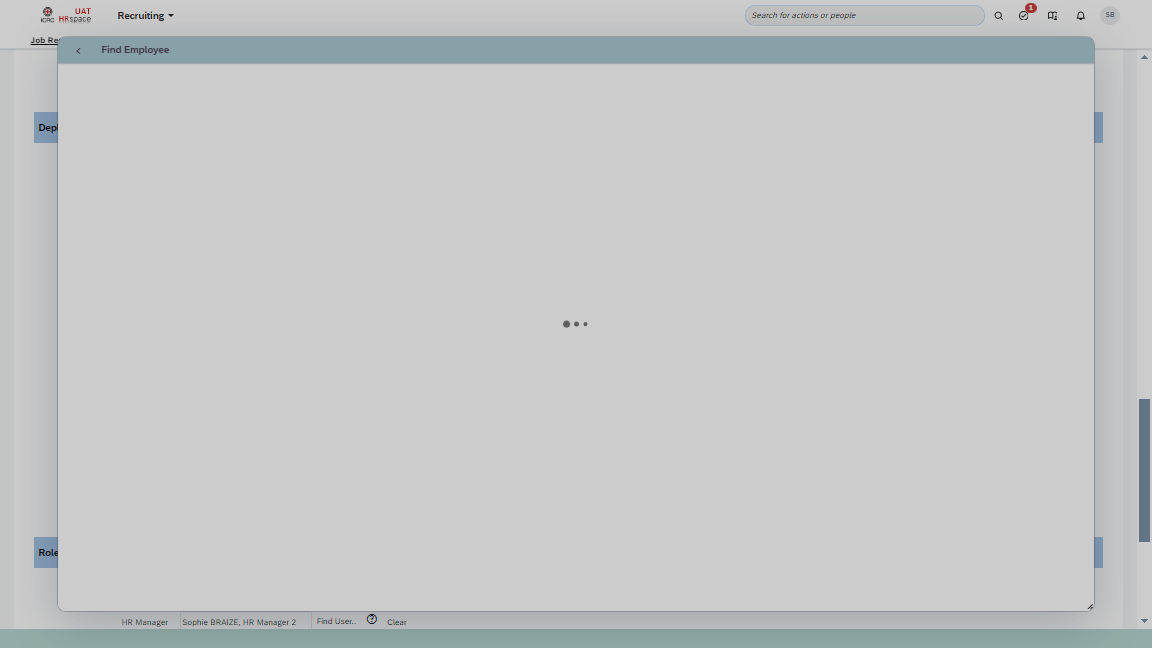 ICRC
UAT
HRspace
Recruiting
Search for actions or people
1
SB
Job Re
Find Employee
Depl
Role
HR Manager
Sophie BRAIZE, HR Manager 2
Find User..
?
Clear